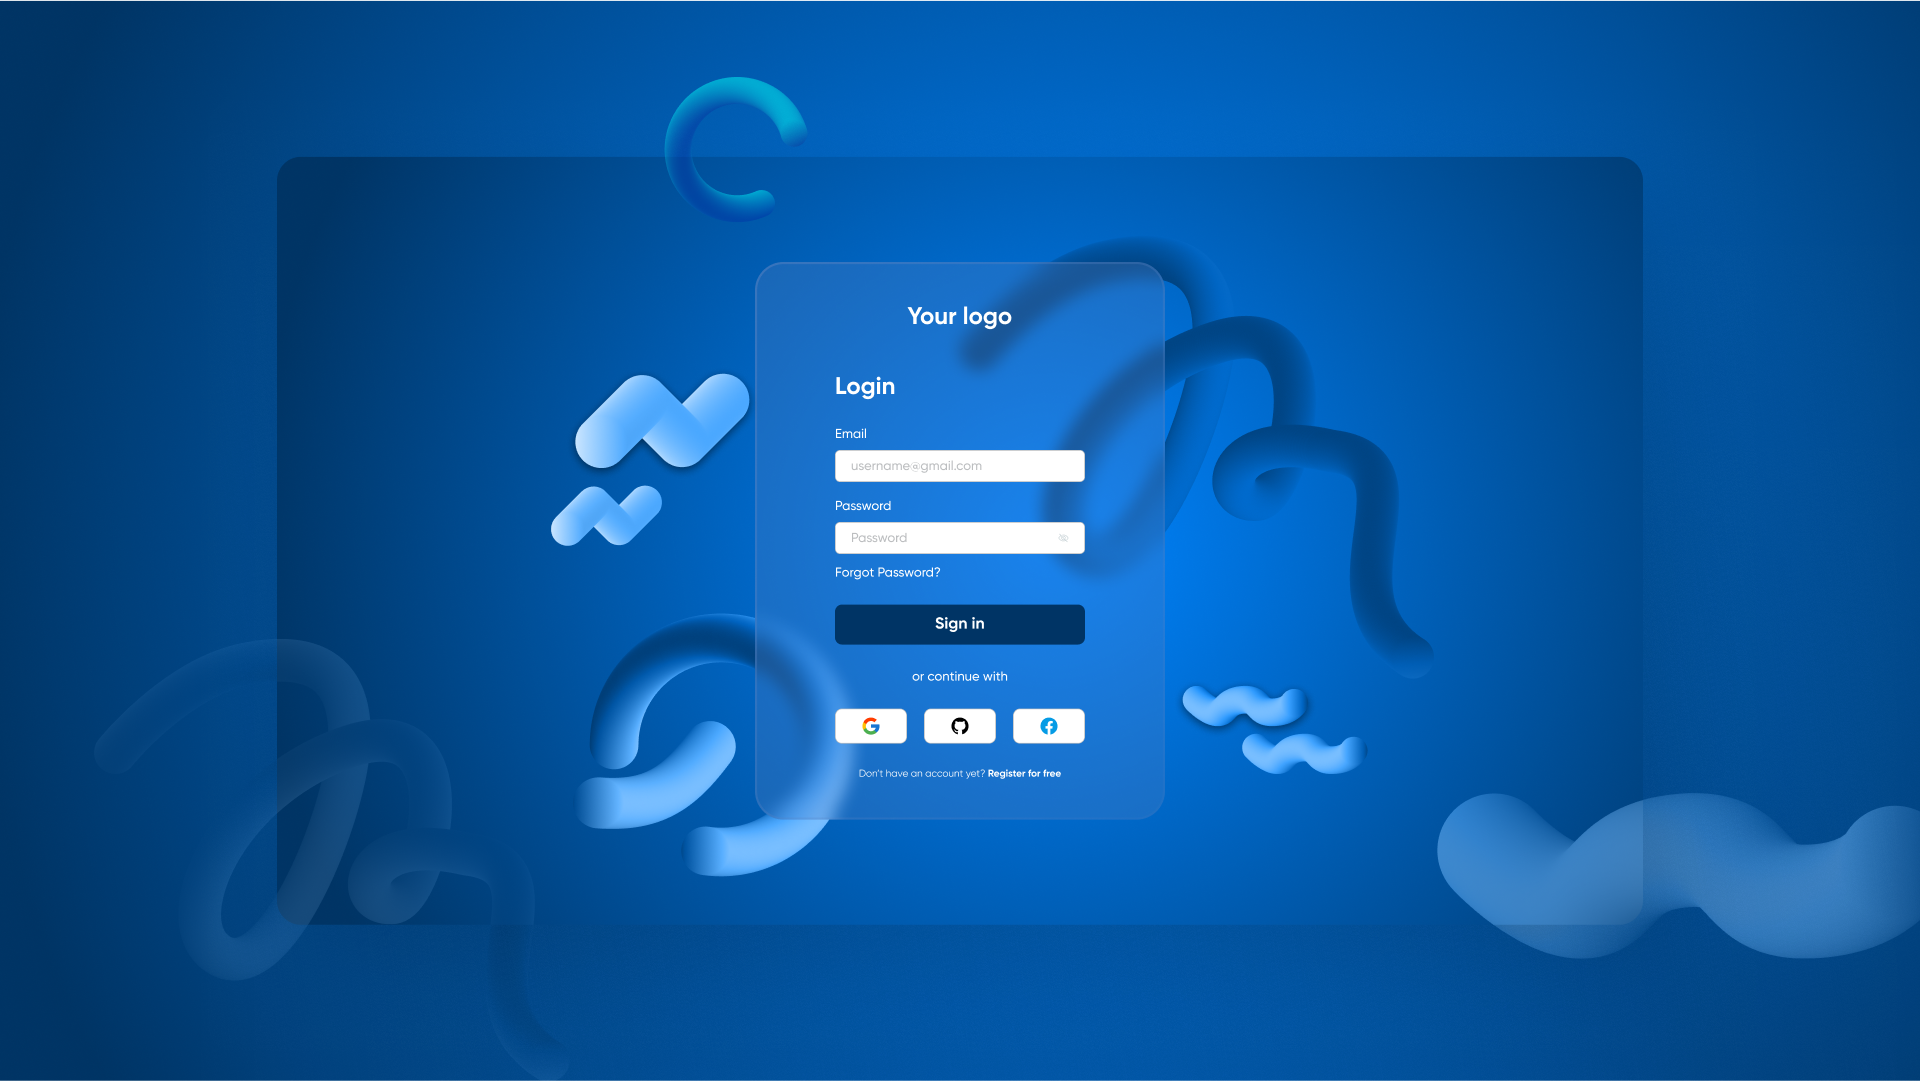 Your logo
Login
Email
username@gmail.com
Password
Password
Forgot Password?
Sign in
or continue with
Don't have an account yet? Register for free